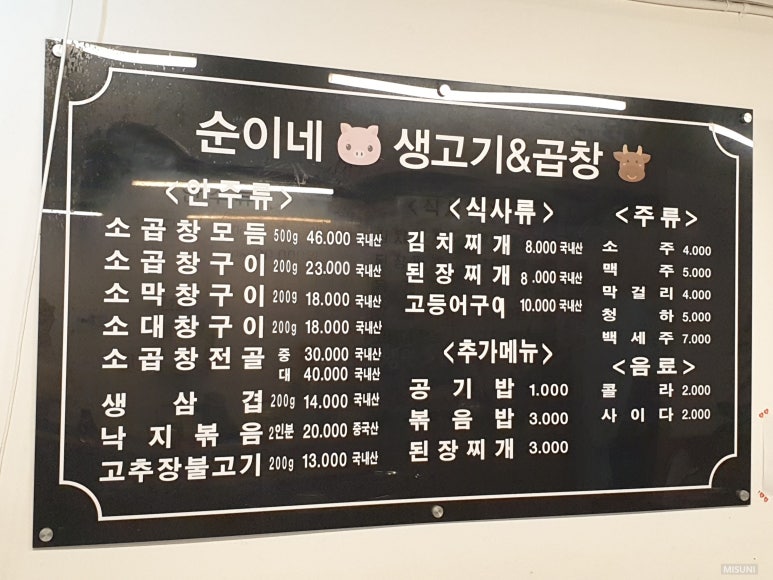 순이네 생고기&곱창
<안주류>
소곱창모듬 500g 46.000 국내산
소곱창구이 200g 23.000 국내산
소막창구이 200g 18.000 국내산
소대창구이 200g 18.000 국내산
소곱창전골 중 30.000 국내산
대 40.000 국내산
생삼겹 200g 14.000 국내산
낙지볶음 2인분 20.000 중국산
고추장불고기 200g 13.000 국내산
<식사류>
김치찌개 8.000 국내산
된장찌개 8.000 국내산
고등어구이 10.000 국내산
<추가메뉴>
공기밥 1.000
볶음밥 3.000
된장찌개 3.000
<주류>
소주 4.000
맥주 5.000
막걸리 4.000
청하 5.000
백세주 7.000
<음료>
콜라 2.000
사이다 2.000
MISUNI